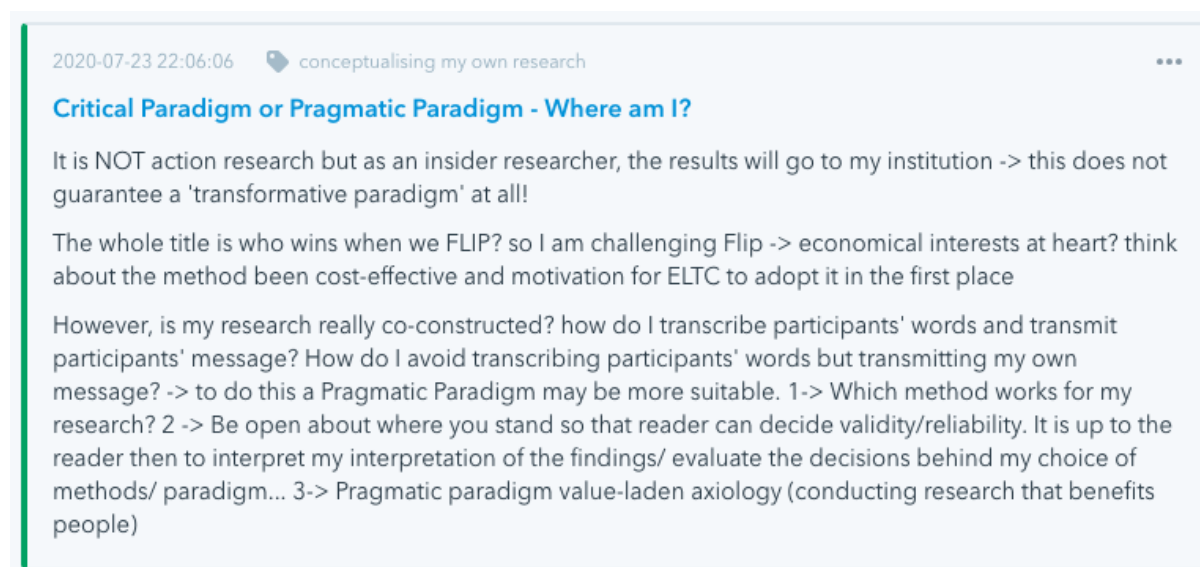 2020-07-23 22:06:06 conceptualising my own research
Critical Paradigm or Pragmatic Paradigm - Where am I?
It is NOT action research but as an insider researcher, the results will go to my institution -> this does not
guarantee a 'transformative paradigm' at all!
The whole title is who wins when we FLIP? so I am challenging Flip -> economical interests at heart? think
about the method been cost-effective and motivation for ELTC to adopt it in the first place
However, is my research really co-constructed? how do I transcribe participants' words and transmit
participants' message? How do I avoid transcribing participants' words but transmitting my own
message? -> to do this a Pragmatic Paradigm may be more suitable. 1-> Which method works for my
research? 2 -> Be open about where you stand so that reader can decide validity/reliability. It is up to the
reader then to interpret my interpretation of the findings/ evaluate the decisions behind my choice of
methods/ paradigm... 3-> Pragmatic paradigm value-laden axiology (conducting research that benefits
people)